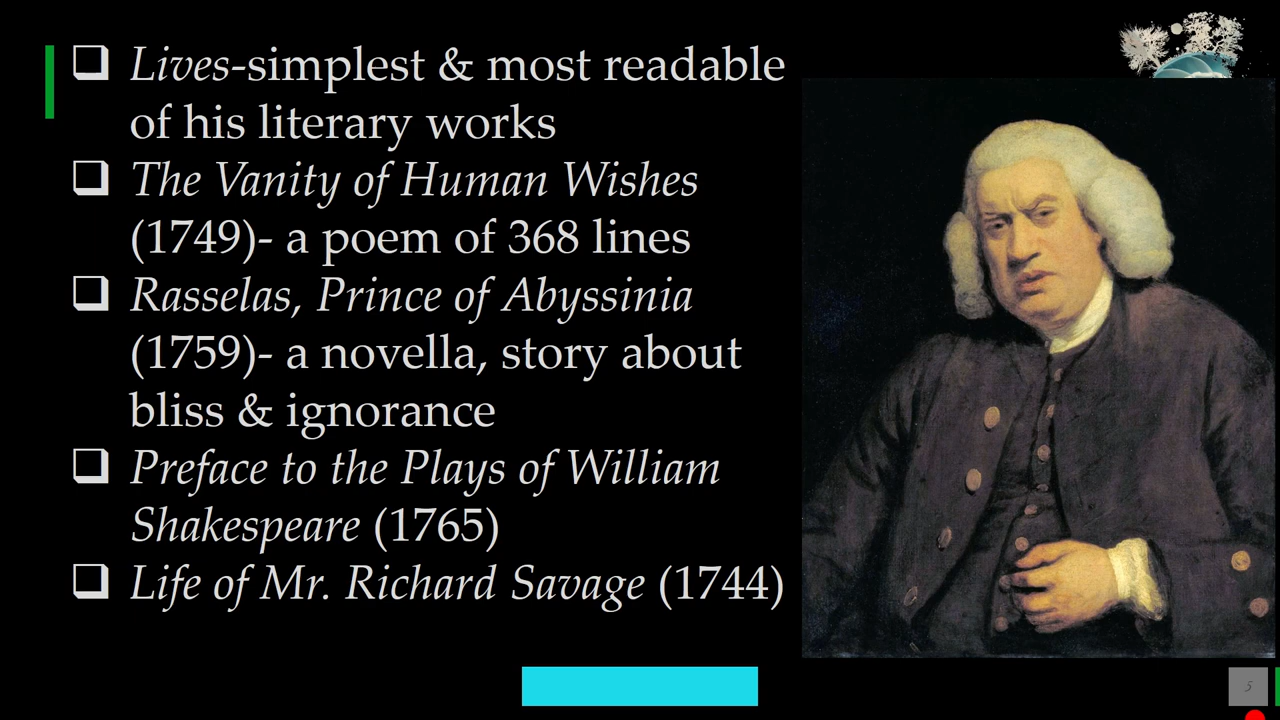 Lives-simplest & most readable
of his literary works
The Vanity of Human Wishes
(1749)- a poem of 368 lines
Rasselas, Prince of Abyssinia
(1759)- a novella, story about
bliss & ignorance
Preface to the Plays of William
Shakespeare (1765)
Life of Mr. Richard Savage (1744)
5